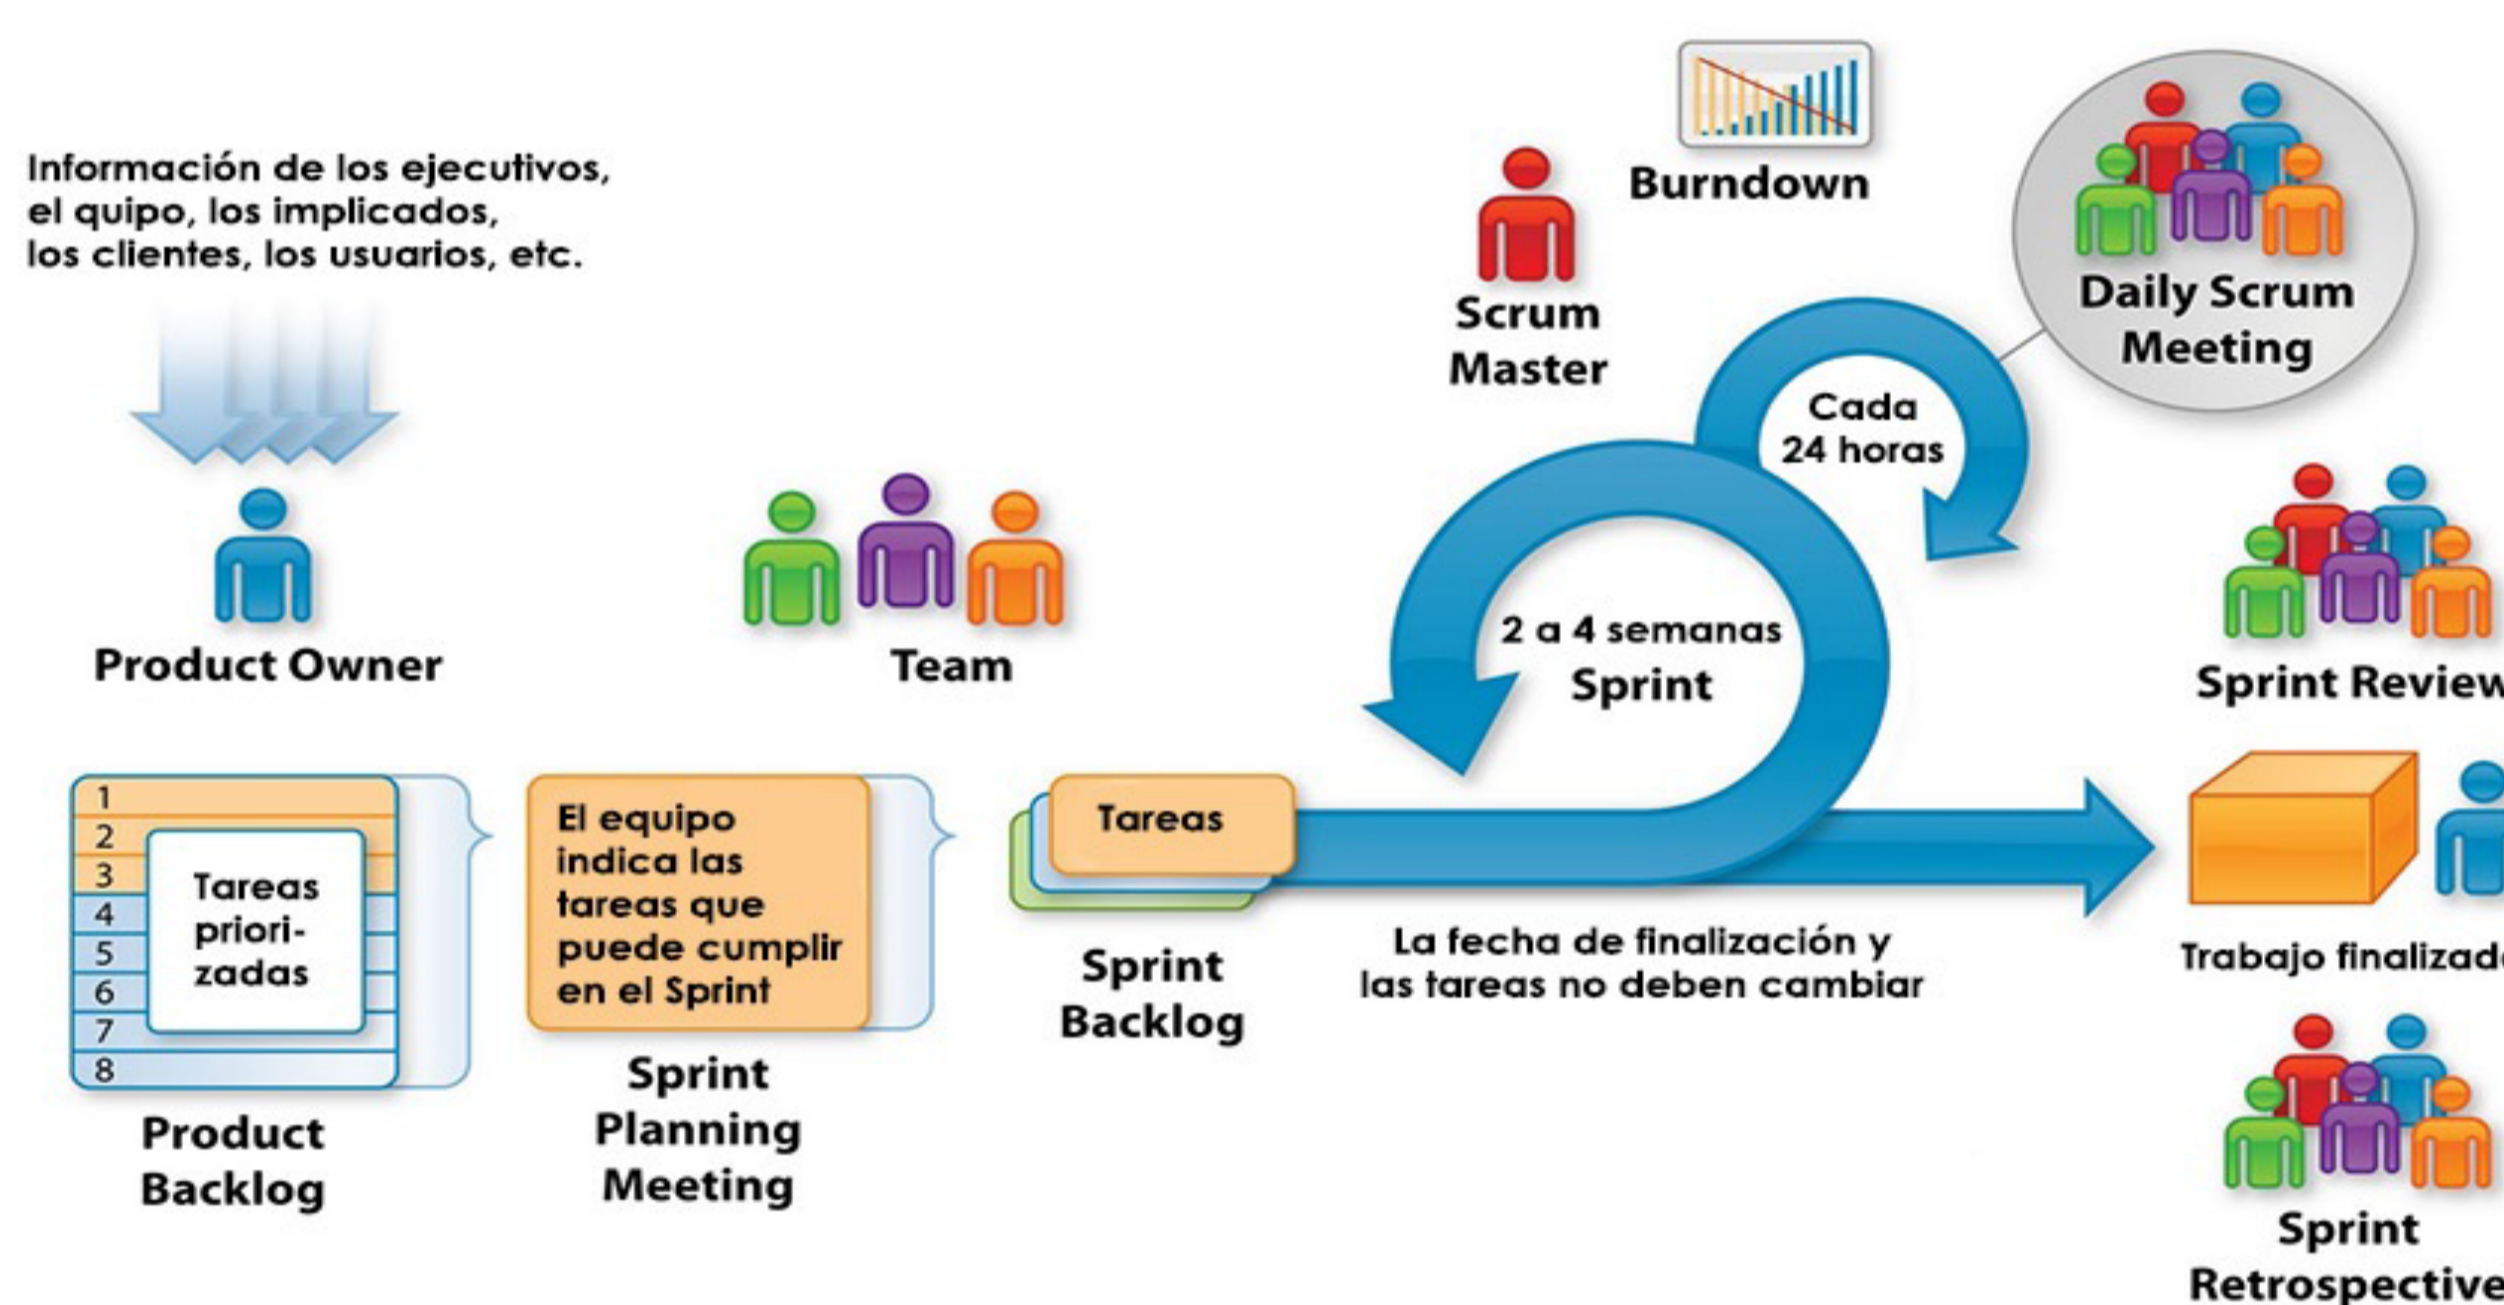 Información de los ejecutivos,
el quipo, los implicados,
los clientes, los usuarios, etc.
Product Owner
Team
Scrum
Master
Burndown
Daily Scrum
Meeting
Cada
24 horas
2 a 4 semanas
Sprint
Sprint Review
1
2
3
4
5
6
7
8
Tareas
priori-
zadas
Product
Backlog
El equipo
indica las
tareas que
puede cumplir
en el Sprint
Sprint
Planning
Meeting
Tareas
Sprint
Backlog
La fecha de finalización y
las tareas no deben cambiar
Trabajo finalizad
Sprint
Retrospective